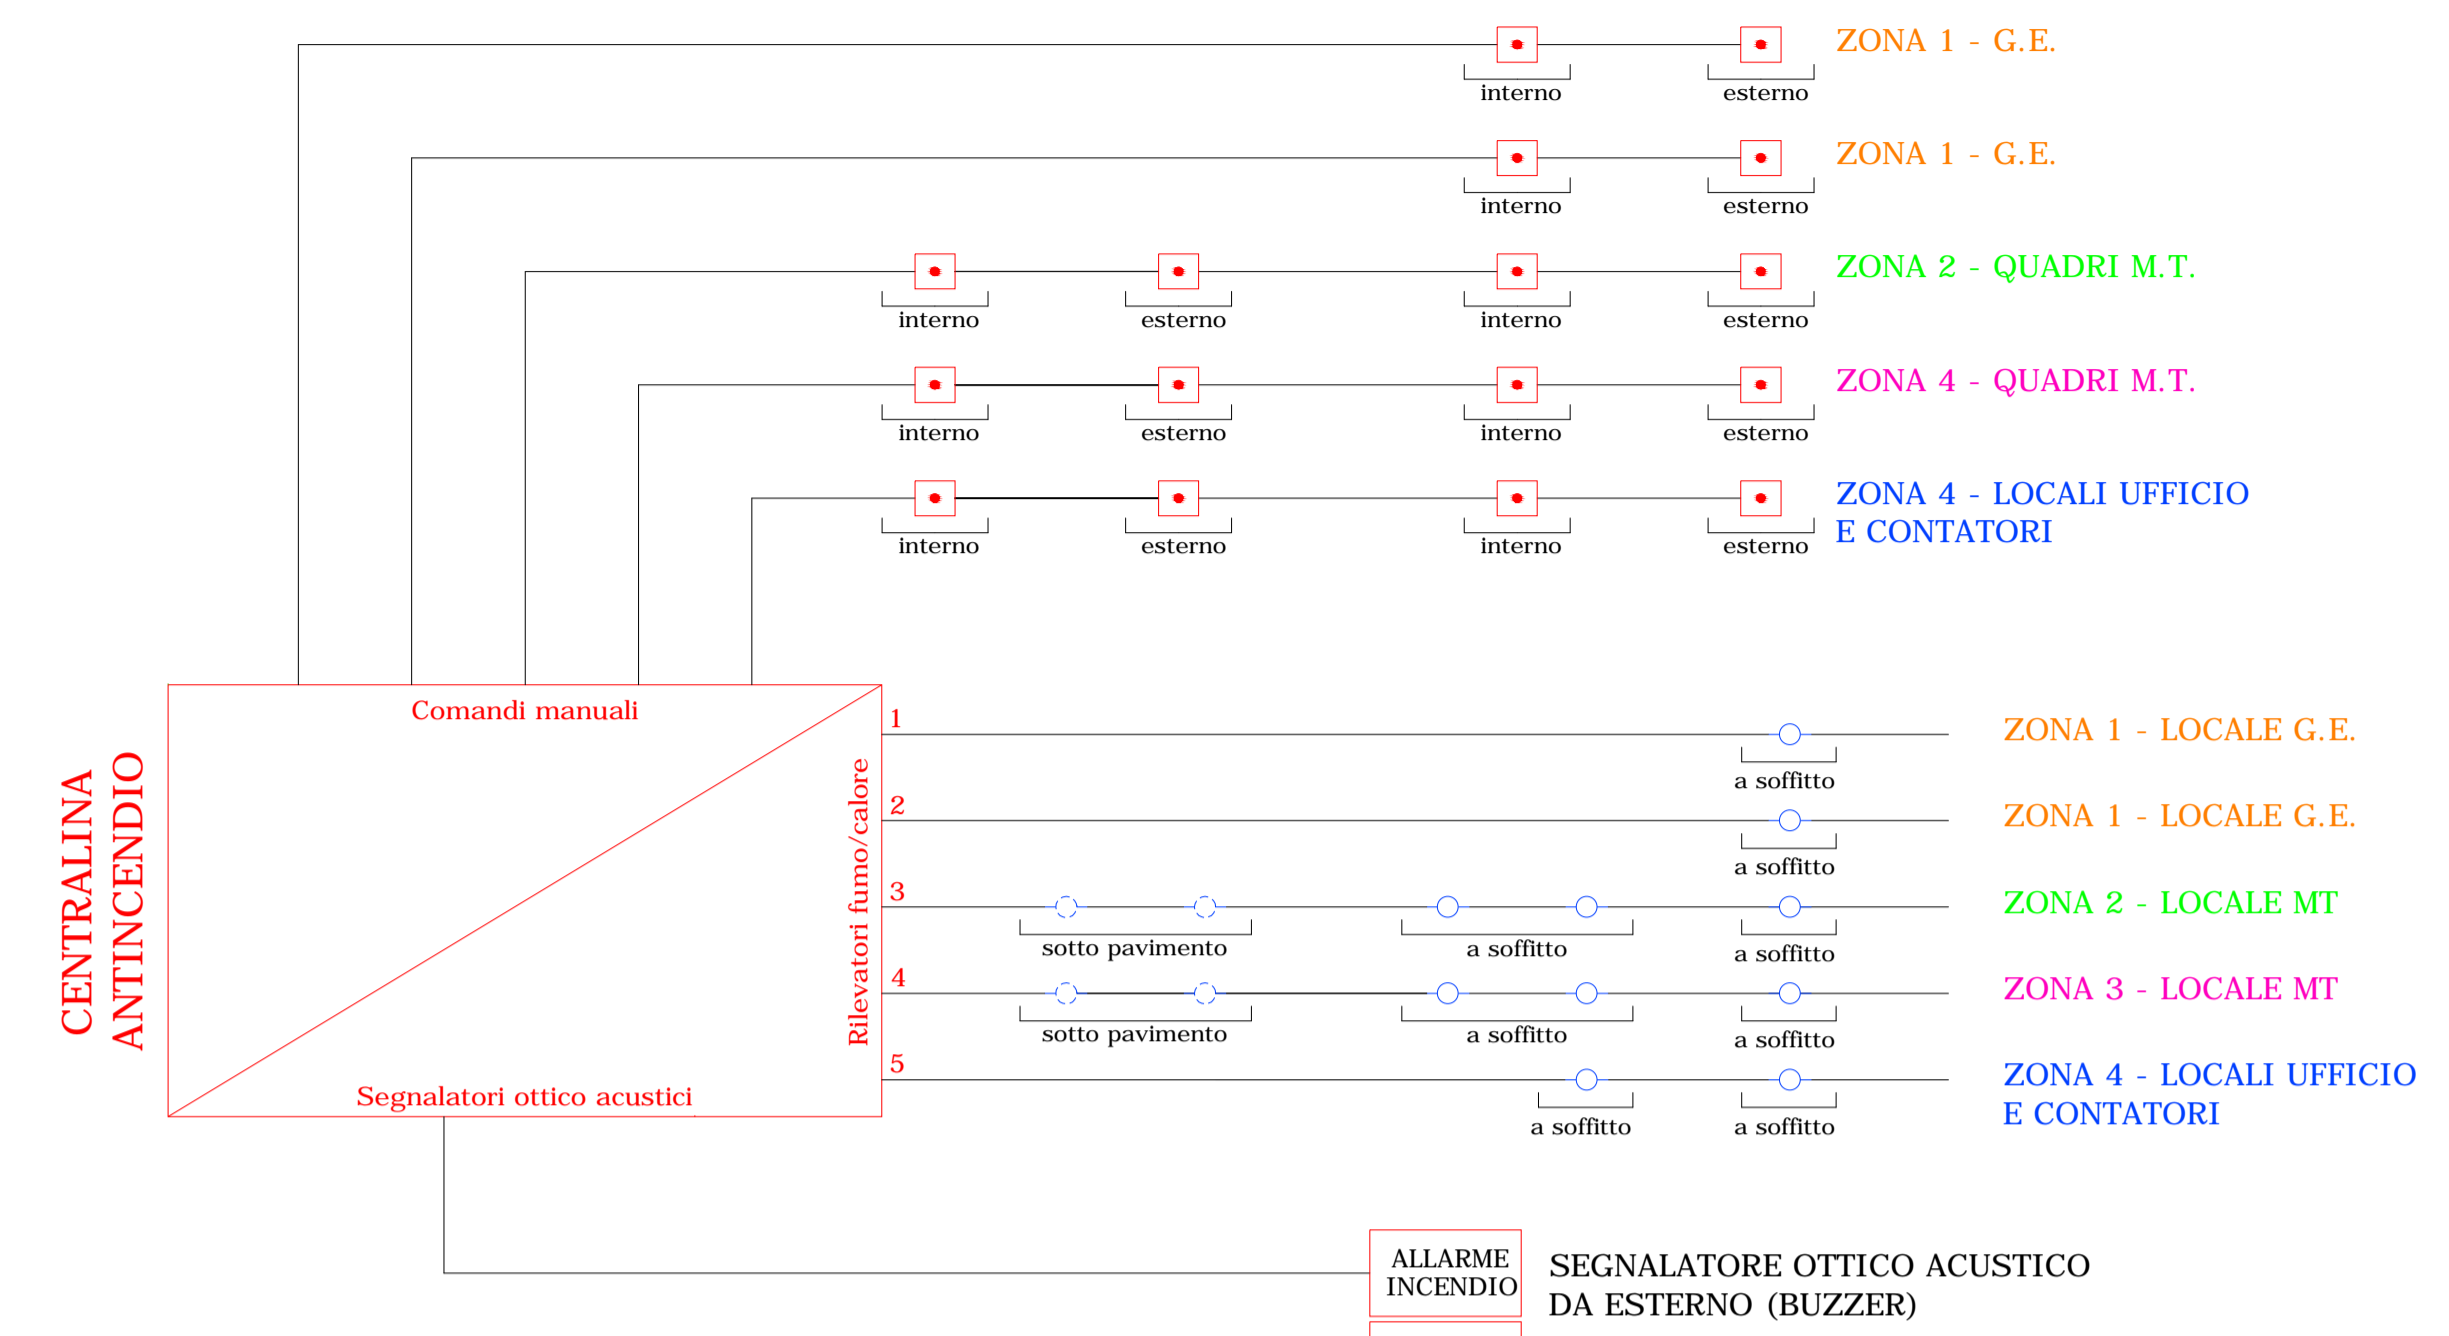 ZONA 1 - G.E.
interno esterno
ZONA 1 - G.E.
interno esterno
ZONA 2 - QUADRI M.T.
interno esterno interno esterno
ZONA 4 - QUADRI M.T.
interno esterno interno esterno
ZONA 4 - LOCALI UFFICIO
E CONTATORI
interno esterno interno esterno
CENTRALINA
ANTINCENDIO
Comandi manuali
Rilevatori fumo/calore
Segnalatori ottico acustici
1
ZONA 1 - LOCALE G.E.
a soffitto
2
ZONA 1 - LOCALE G.E.
a soffitto
3
ZONA 2 - LOCALE MT
sotto pavimento a soffitto a soffitto
4
ZONA 3 - LOCALE MT
sotto pavimento a soffitto a soffitto
5
ZONA 4 - LOCALI UFFICIO
E CONTATORI
a soffitto a soffitto
ALLARME
INCENDIO
SEGNALATORE OTTICO ACUSTICO
DA ESTERNO (BUZZER)